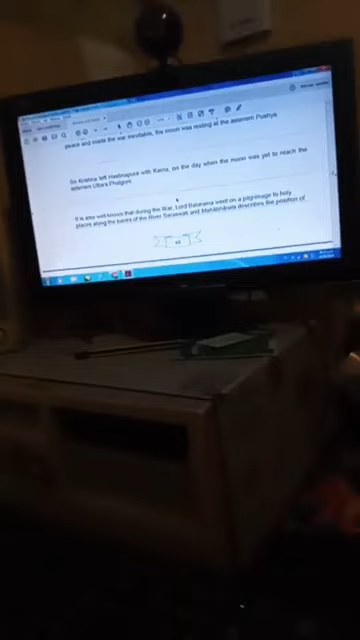 peace and made the war inevitable, the moon was resting at the asterism Pushya
Sri Krishna left Hastinapura with Karna, on the day when the moon was yet to reach the
asterism Uttara Phalguni
It is also well known that during the War, Lord Balarama went on a pilgrimage to holy
places along the banks of the River Saraswati and Mahabharata describes the position of